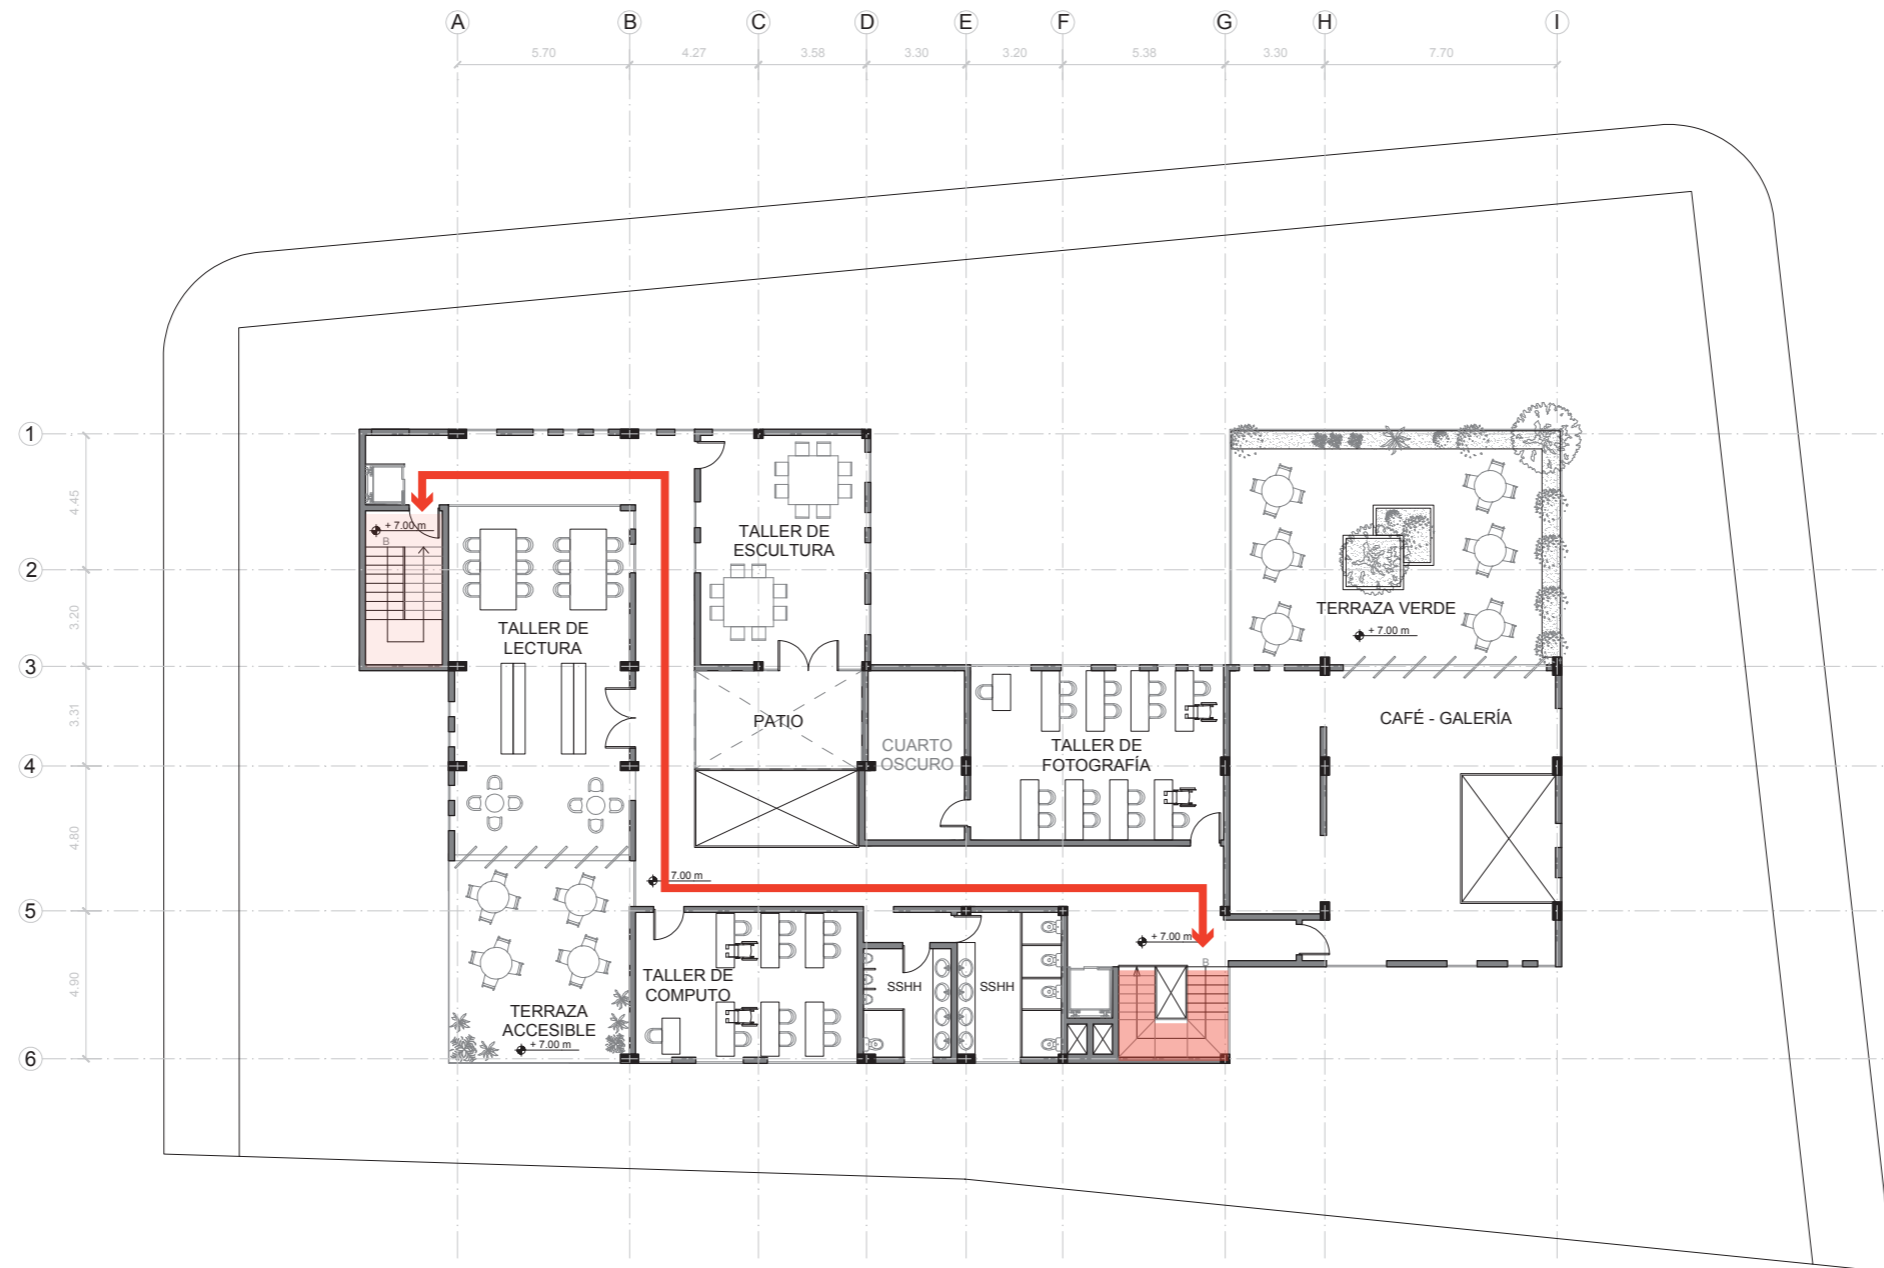 A B C D E F G H I
5.70 4.27 3.58 3.30 3.20 5.38 3.30 7.70
1
4.45
2
3.20
3
3.31
4
4.80
5
4.90
6
+ 7.00 m
B
TALLER DE
LECTURA
TALLER DE
ESCULTURA
PATIO
CUARTO
OSCURO
TALLER DE
FOTOGRAFÍA
TERRAZA VERDE
+ 7.00 m
CAFÉ - GALERÍA
7.00 m
TERRAZA
ACCESIBLE
+ 7.00 m
TALLER DE
COMPUTO
SSHH
SSHH
+ 7.00 m
B